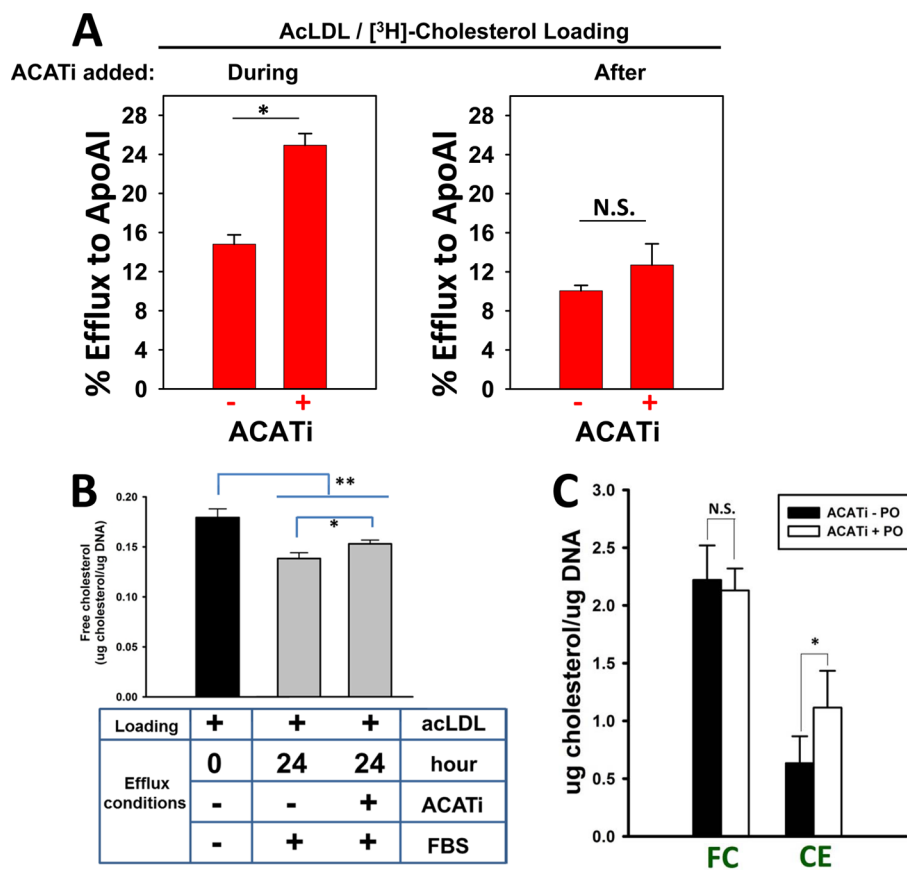 A
AcLDL / [³H]-Cholesterol Loading
ACATi added: During After
% Efflux to ApoAI
28
24
20
16
12
8
4
0
*
- +
ACATi
% Efflux to ApoAI
28
24
20
16
12
8
4
0
N.S.
- +
ACATi
B
Free cholesterol
(ug cholesterol/ug DNA)
0.20
0.15
0.10
0.05
0.00
**
*
Loading + + + acLDL
Efflux
conditions
0 24 24 hour
- - + ACATi
- + + FBS
C
ug cholesterol/ug DNA
3.0
2.5
2.0
1.5
1.0
0.5
0.0
N.S.
*
ACATi - PO
ACATi + PO
FC CE